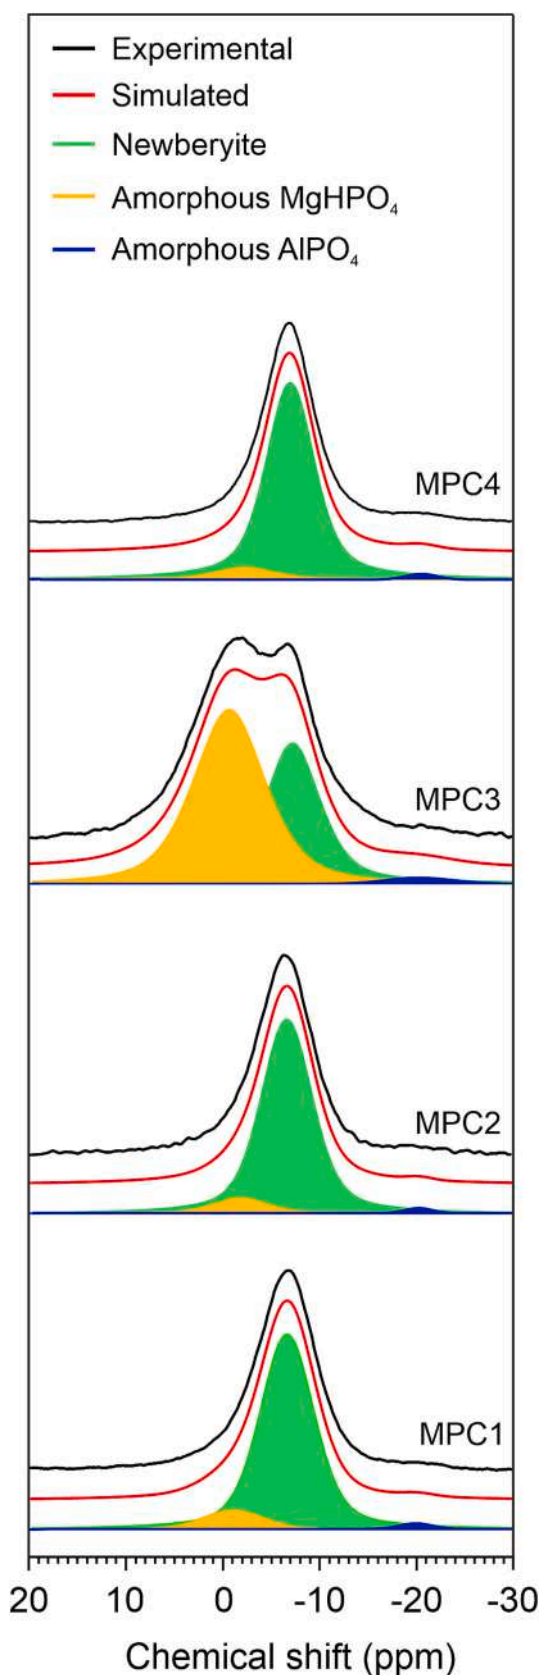 Experimental
Simulated
Newberyite
Amorphous MgHPO₄
Amorphous AlPO₄
MPC4
MPC3
MPC2
MPC1
20 10 0 -10 -20 -30
Chemical shift (ppm)